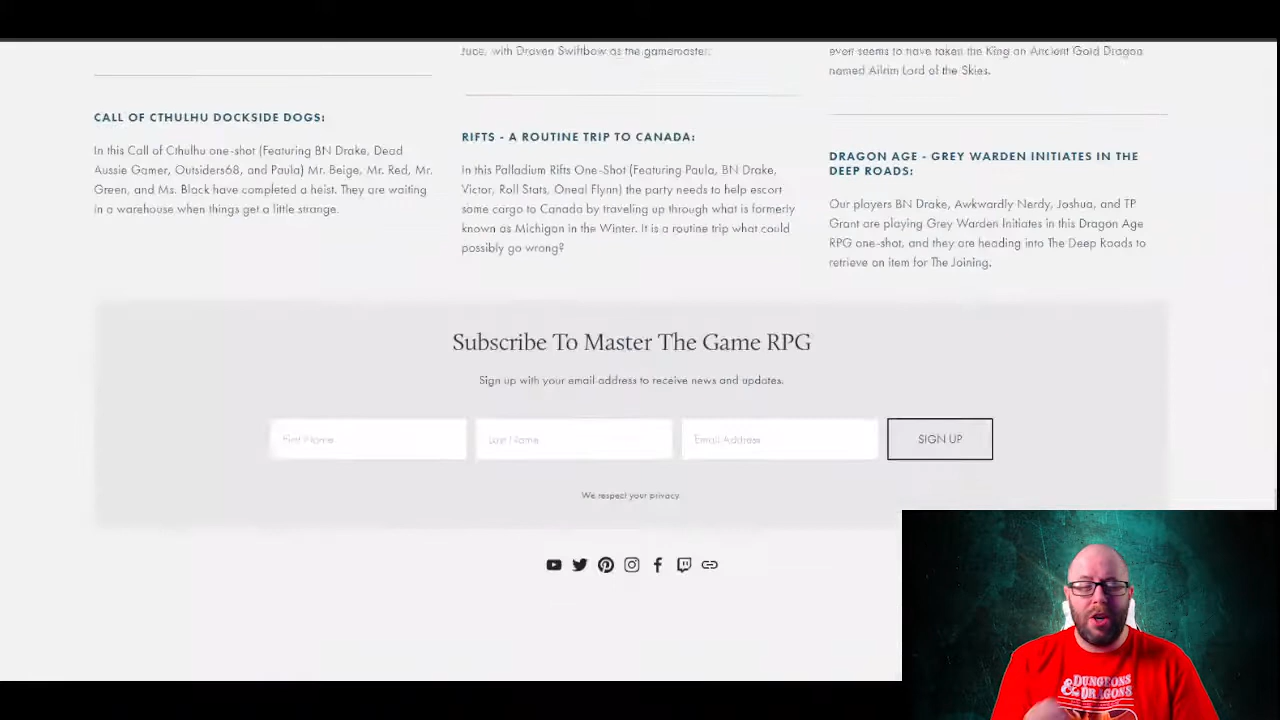 with Draven Swiftbow as the gamemaster.
even seems to have taken the King an Ancient Gold Dragon
named Ailrim Lord of the Skies.
CALL OF CTHULHU DOCKSIDE DOGS:
In this Call of Cthulhu one-shot (Featuring BN Drake, Dead
Aussie Gamer, Outsiders68, and Paula) Mr. Beige, Mr. Red, Mr.
Green, and Ms. Black have completed a heist. They are waiting
in a warehouse when things get a little strange.
RIFTS - A ROUTINE TRIP TO CANADA:
In this Palladium Rifts One-Shot (Featuring Paula, BN Drake,
Victor, Roll Stats, Oneal Flynn) the party needs to help escort
some cargo to Canada by traveling up through what is formerly
known as Michigan in the Winter. It is a routine trip what could
possibly go wrong?
DRAGON AGE - GREY WARDEN INITIATES IN THE
DEEP ROADS:
Our players BN Drake, Awkwardly Nerdy, Joshua, and TP
Grant are playing Grey Warden Initiates in this Dragon Age
RPG one-shot, and they are heading into The Deep Roads to
retrieve an item for The Joining.
Subscribe To Master The Game RPG
Sign up with your email address to receive news and updates.
First Name
Last Name
Email Address
SIGN UP
We respect your privacy.
DUNGEONS
& DRAGONS